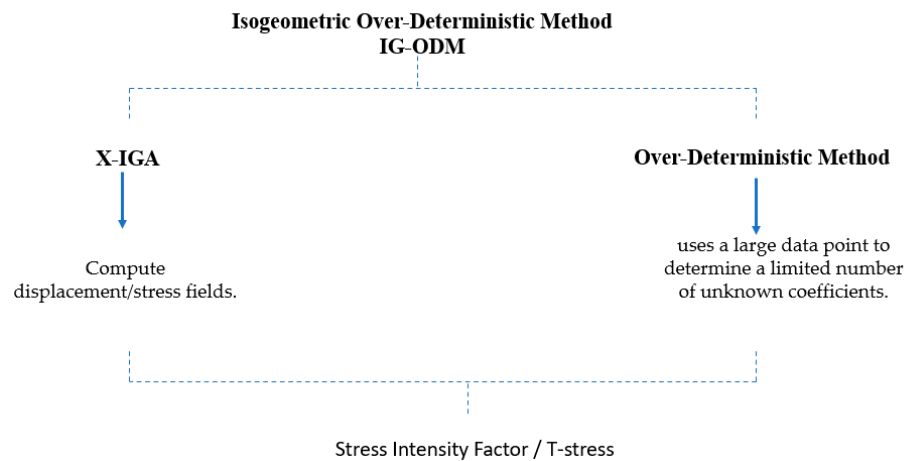 Isogeometric Over-Deterministic Method
IG-ODM
X-IGA
Over-Deterministic Method
Compute
displacement/stress fields.
uses a large data point to
determine a limited number
of unknown coefficients.
Stress Intensity Factor / T-stress